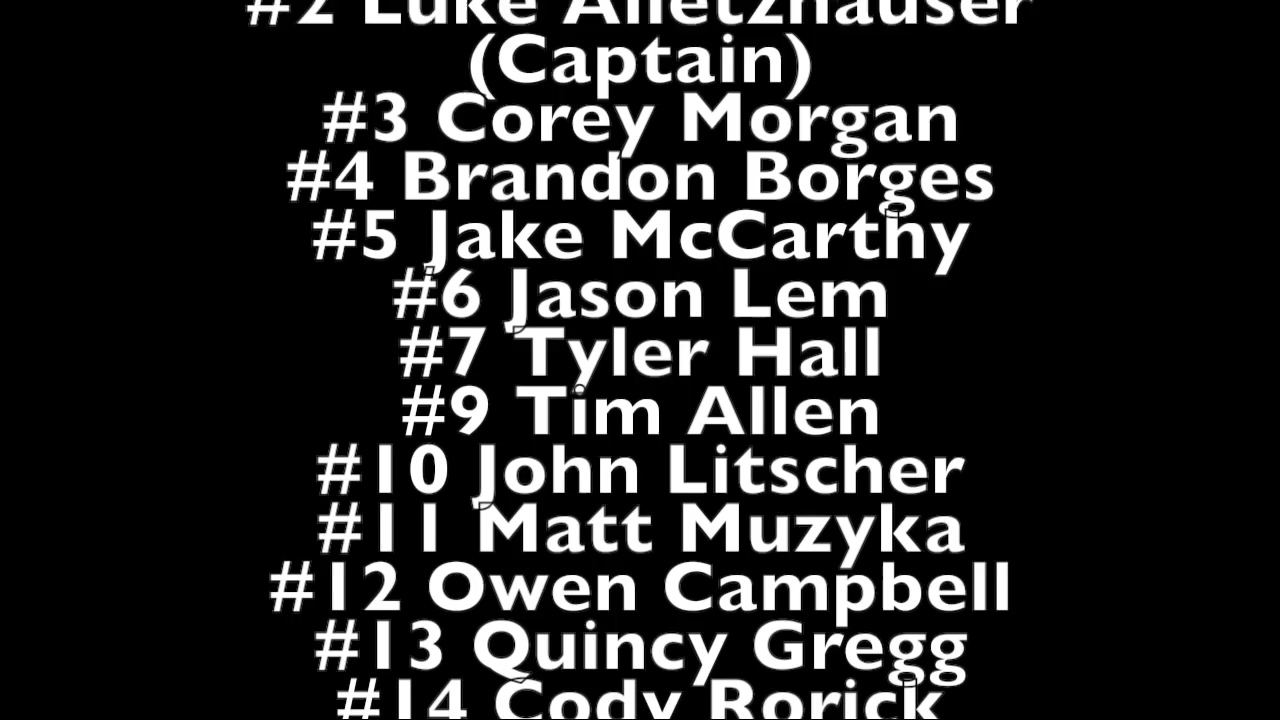 #2 Luke Alletzhauser
(Captain)
#3 Corey Morgan
#4 Brandon Borges
#5 Jake McCarthy
#6 Jason Lem
#7 Tyler Hall
#9 Tim Allen
#10 John Litscher
#11 Matt Muzyka
#12 Owen Campbell
#13 Quincy Gregg
#14 Cody Rorick